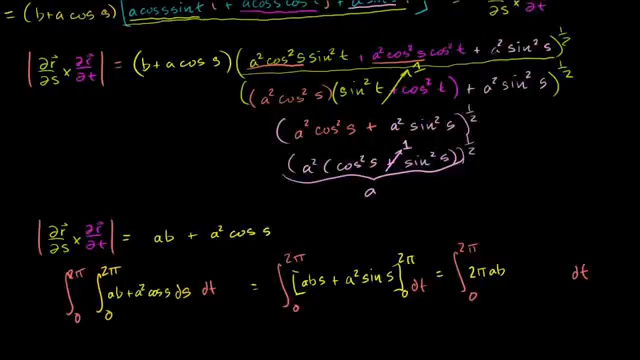 = (b + a cos s) [a cos s sin t i + a cos s cos t j + a sin s
|∂r⃗/∂s × ∂r⃗/∂t| = (b + a cos s) (a² cos² s sin² t + a² cos² s cos² t + a² sin² s)^{1/2}
((a² cos² s)(sin² t + cos² t) + a² sin² s)^{1/2}
1
(a² cos² s + a² sin² s)^{1/2}
(a² (cos² s + sin² s))^{1/2}
1
a
|∂r⃗/∂s × ∂r⃗/∂t| = ab + a² cos s
∫₀^{2π} ∫₀^{2π} ab + a² cos s ds dt = ∫₀^{2π} [abs + a² sin s]₀^{2π} dt = ∫₀^{2π} 2πab dt